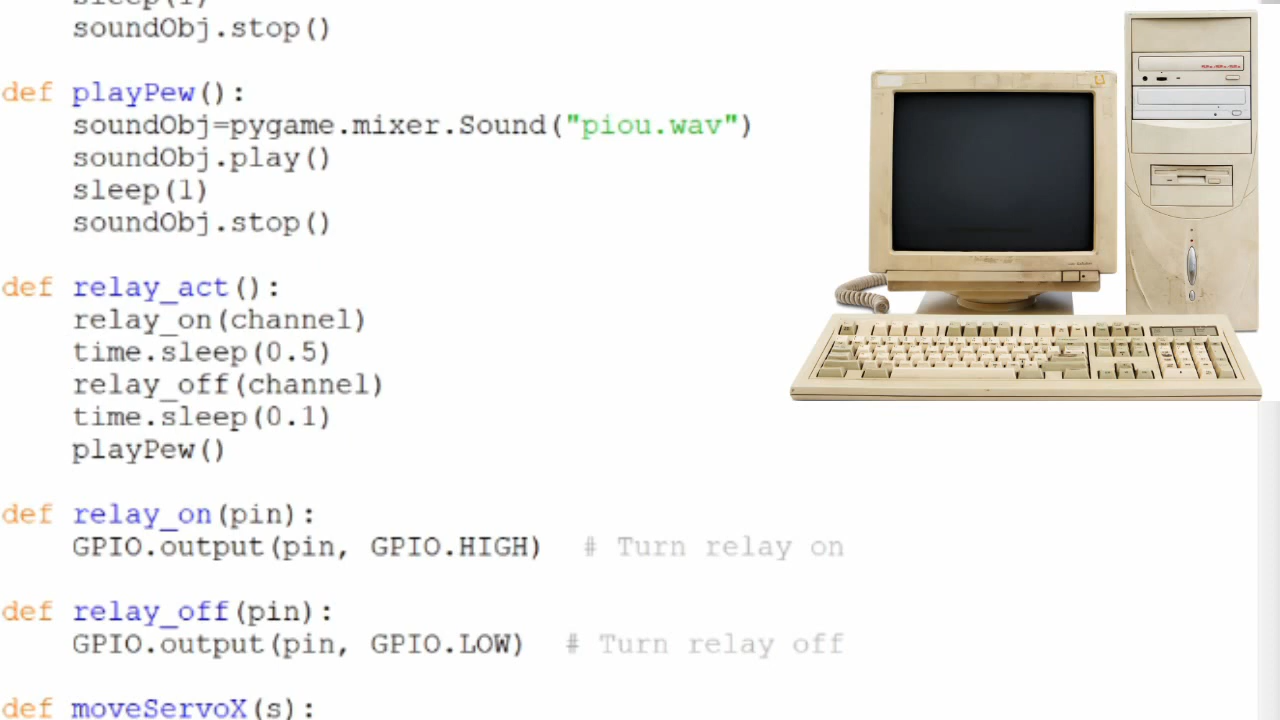 soundObj.stop()
def playPew():
soundObj=pygame.mixer.Sound("piou.wav")
soundObj.play()
sleep(1)
soundObj.stop()
def relay_act():
relay_on(channel)
time.sleep(0.5)
relay_off(channel)
time.sleep(0.1)
playPew()
def relay_on(pin):
GPIO.output(pin, GPIO.HIGH) # Turn relay on
def relay_off(pin):
GPIO.output(pin, GPIO.LOW) # Turn relay off
def moveServoX(s):